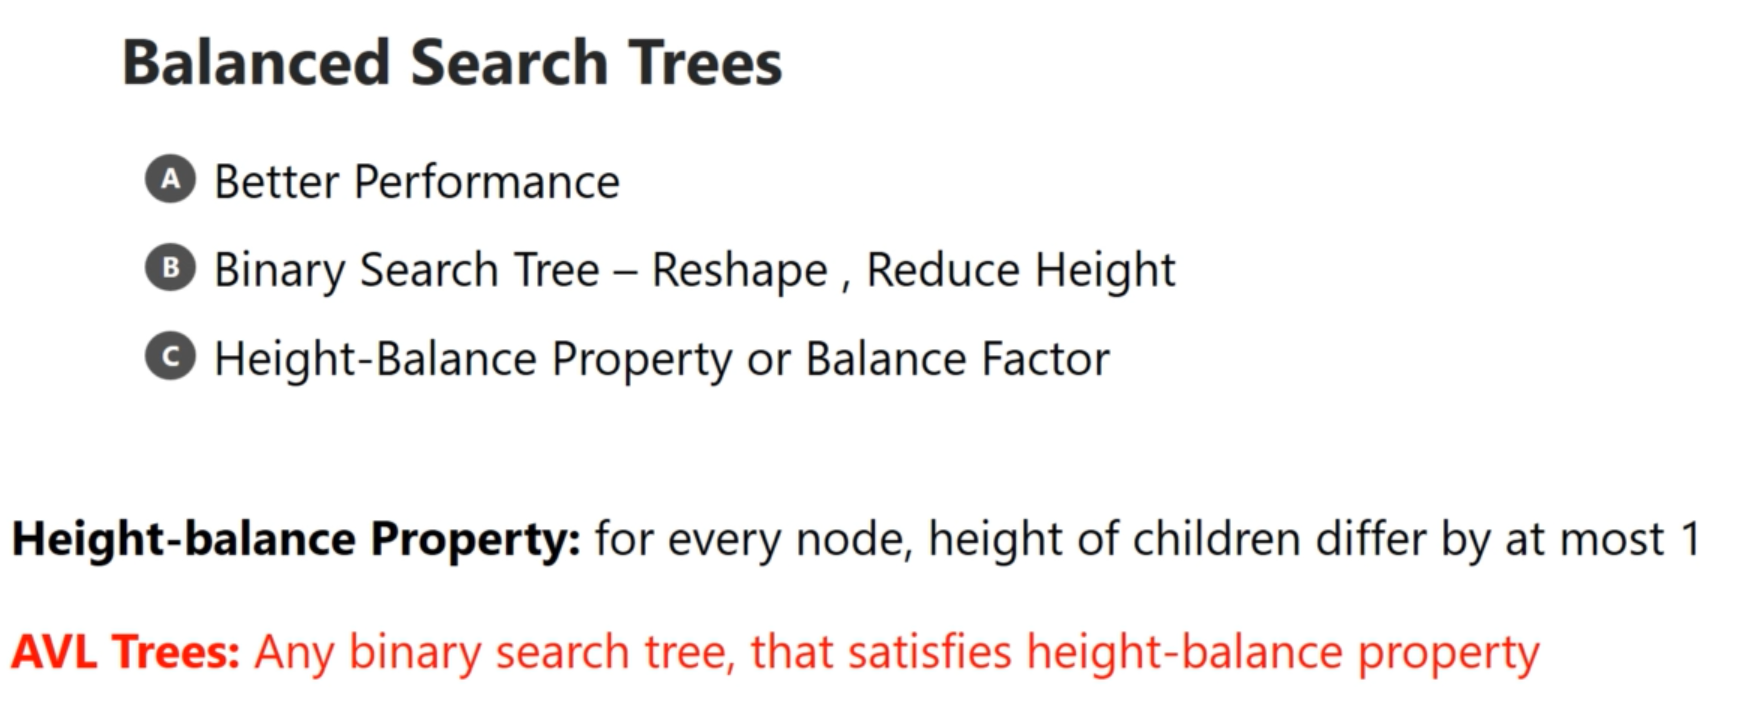 Balanced Search Trees
A Better Performance
B Binary Search Tree – Reshape , Reduce Height
C Height-Balance Property or Balance Factor
Height-balance Property: for every node, height of children differ by at most 1
AVL Trees: Any binary search tree, that satisfies height-balance property